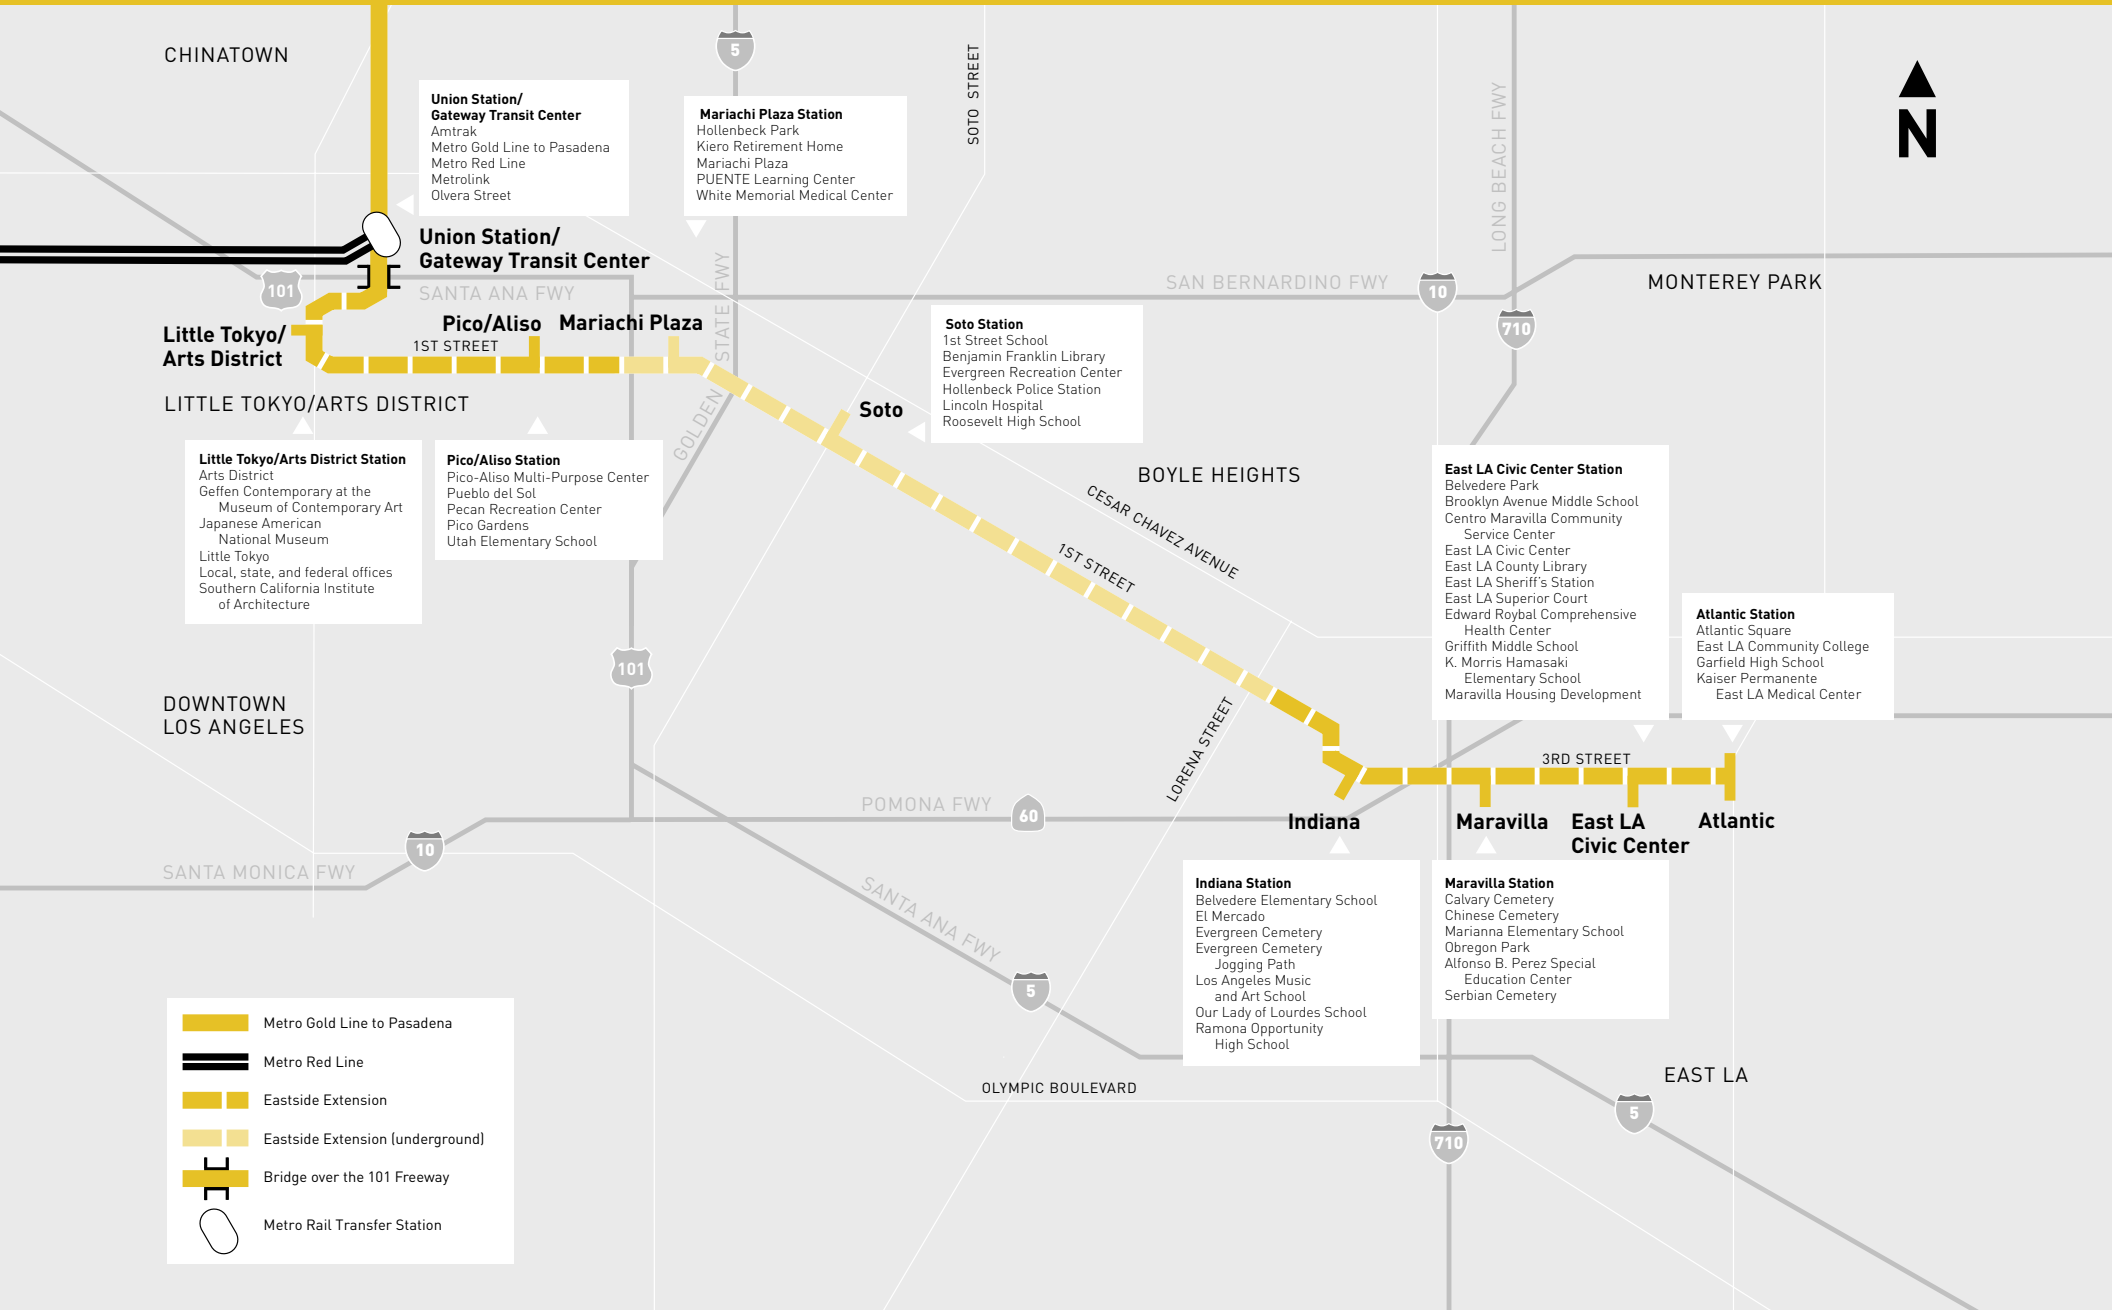 CHINATOWN
5
SOTO STREET
LONG BEACH FWY
N
Union Station/
Gateway Transit Center
Amtrak
Metro Gold Line to Pasadena
Metro Red Line
Metrolink
Olvera Street
Mariachi Plaza Station
Hollenbeck Park
Kiero Retirement Home
Mariachi Plaza
PUENTE Learning Center
White Memorial Medical Center
Union Station/
Gateway Transit Center
101
SANTA ANA FWY
GOLDEN STATE FWY
SAN BERNARDINO FWY
10
MONTEREY PARK
710
Little Tokyo/
Arts District
Pico/Aliso
Mariachi Plaza
1ST STREET
Soto Station
1st Street School
Benjamin Franklin Library
Evergreen Recreation Center
Hollenbeck Police Station
Lincoln Hospital
Roosevelt High School
LITTLE TOKYO/ARTS DISTRICT
Soto
Little Tokyo/Arts District Station
Arts District
Geffen Contemporary at the
Museum of Contemporary Art
Japanese American
National Museum
Little Tokyo
Local, state, and federal offices
Southern California Institute
of Architecture
Pico/Aliso Station
Pico-Aliso Multi-Purpose Center
Pueblo del Sol
Pecan Recreation Center
Pico Gardens
Utah Elementary School
BOYLE HEIGHTS
CESAR CHAVEZ AVENUE
1ST STREET
East LA Civic Center Station
Belvedere Park
Brooklyn Avenue Middle School
Centro Maravilla Community
Service Center
East LA Civic Center
East LA County Library
East LA Sheriff's Station
East LA Superior Court
Edward Roybal Comprehensive
Health Center
Griffith Middle School
K. Morris Hamasaki
Elementary School
Maravilla Housing Development
Atlantic Station
Atlantic Square
East LA Community College
Garfield High School
Kaiser Permanente
East LA Medical Center
101
DOWNTOWN
LOS ANGELES
LORENA STREET
3RD STREET
POMONA FWY
60
Indiana
Maravilla
East LA
Civic Center
Atlantic
10
SANTA MONICA FWY
SANTA ANA FWY
5
Indiana Station
Belvedere Elementary School
El Mercado
Evergreen Cemetery
Evergreen Cemetery
Jogging Path
Los Angeles Music
and Art School
Our Lady of Lourdes School
Ramona Opportunity
High School
Maravilla Station
Calvary Cemetery
Chinese Cemetery
Marianna Elementary School
Obregon Park
Alfonso B. Perez Special
Education Center
Serbian Cemetery
OLYMPIC BOULEVARD
EAST LA
5
710
Metro Gold Line to Pasadena
Metro Red Line
Eastside Extension
Eastside Extension (underground)
Bridge over the 101 Freeway
Metro Rail Transfer Station